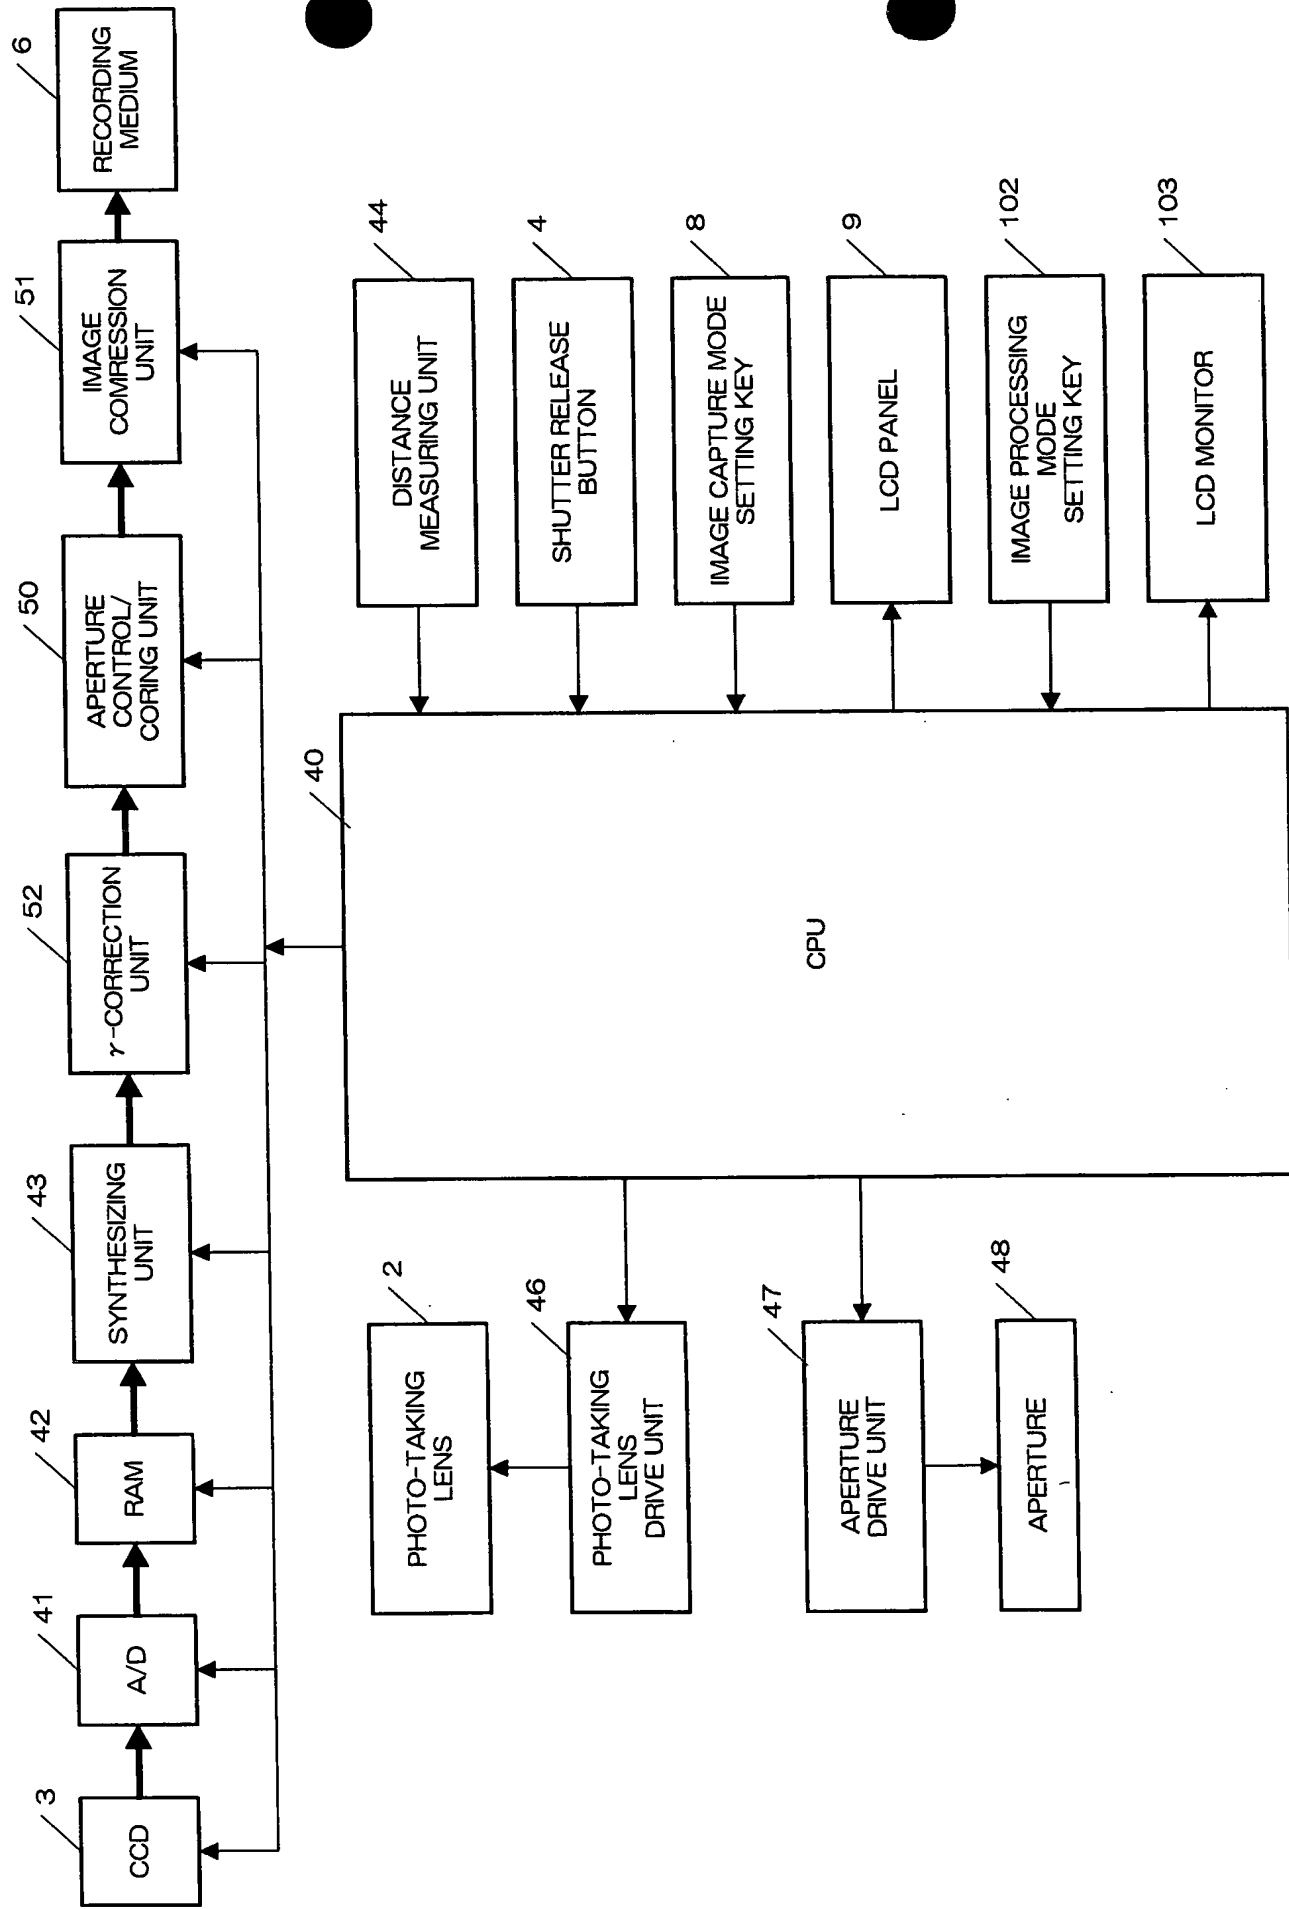 3
CCD
41
A/D
42
RAM
43
SYNTHESIZING
UNIT
52
γ-CORRECTION
UNIT
50
APERTURE
CONTROL/
CORING UNIT
51
IMAGE
COMRESSION
UNIT
6
RECORDING
MEDIUM
2
PHOTO-TAKING
LENS
46
PHOTO-TAKING
LENS
DRIVE UNIT
47
APERTURE
DRIVE UNIT
48
APERTURE
40
CPU
44
DISTANCE
MEASURING UNIT
4
SHUTTER RELEASE
BUTTON
8
IMAGE CAPTURE MODE
SETTING KEY
9
LCD PANEL
102
IMAGE PROCESSING
MODE
SETTING KEY
103
LCD MONITOR